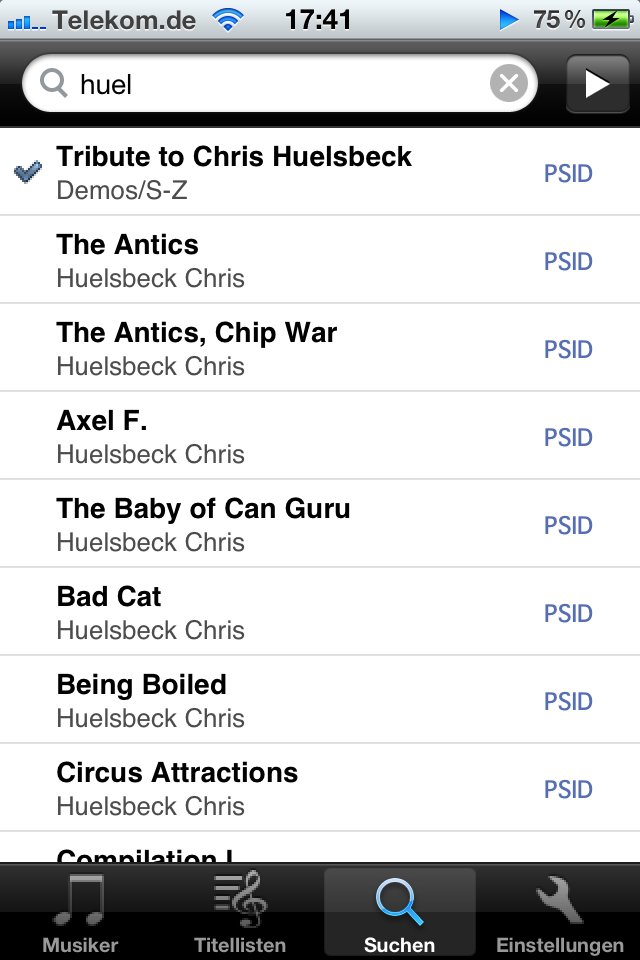 Telekom.de 17:41 75 %
huel
Tribute to Chris Huelsbeck PSID
Demos/S-Z
The Antics PSID
Huelsbeck Chris
The Antics, Chip War PSID
Huelsbeck Chris
Axel F. PSID
Huelsbeck Chris
The Baby of Can Guru PSID
Huelsbeck Chris
Bad Cat PSID
Huelsbeck Chris
Being Boiled PSID
Huelsbeck Chris
Circus Attractions PSID
Huelsbeck Chris
Compilation I
Musiker Titellisten Suchen Einstellungen